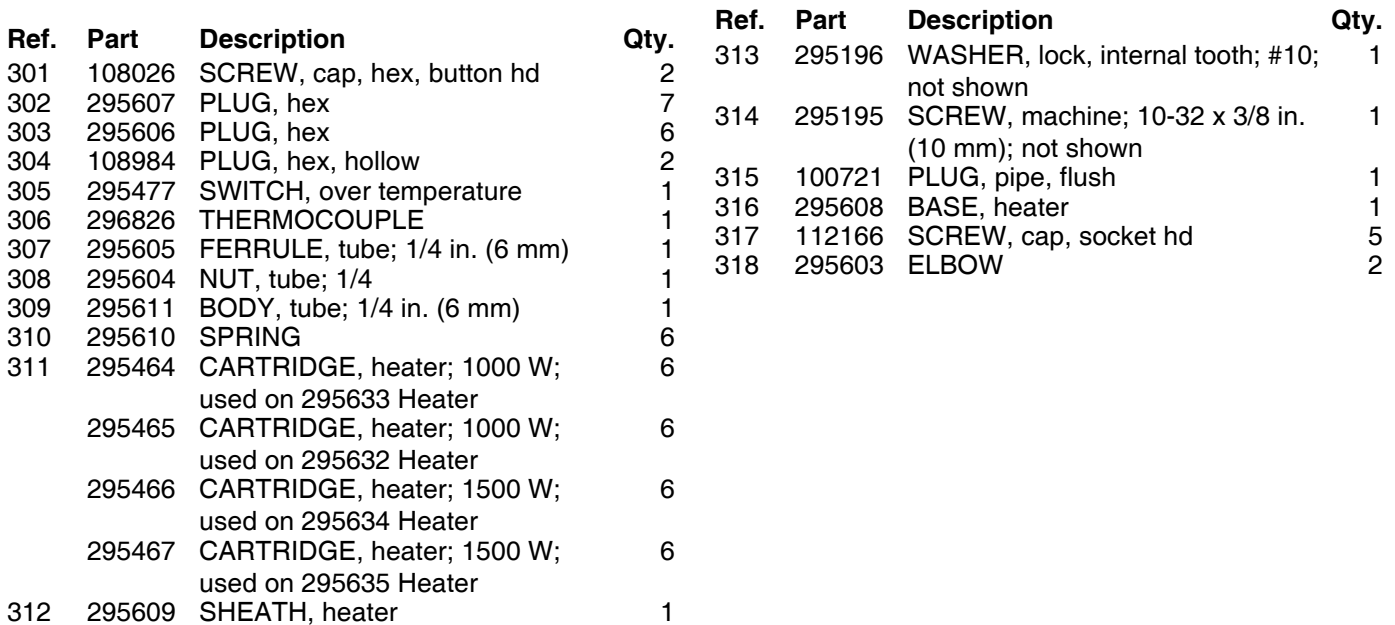 Ref. Part Description Qty.
301 108026 SCREW, cap, hex, button hd 2
302 295607 PLUG, hex 7
303 295606 PLUG, hex 6
304 108984 PLUG, hex, hollow 2
305 295477 SWITCH, over temperature 1
306 296826 THERMOCOUPLE 1
307 295605 FERRULE, tube; 1/4 in. (6 mm) 1
308 295604 NUT, tube; 1/4 1
309 295611 BODY, tube; 1/4 in. (6 mm) 1
310 295610 SPRING 6
311 295464 CARTRIDGE, heater; 1000 W; 6
used on 295633 Heater
295465 CARTRIDGE, heater; 1000 W; 6
used on 295632 Heater
295466 CARTRIDGE, heater; 1500 W; 6
used on 295634 Heater
295467 CARTRIDGE, heater; 1500 W; 6
used on 295635 Heater
312 295609 SHEATH, heater 1
Ref. Part Description Qty.
313 295196 WASHER, lock, internal tooth; #10; 1
not shown
314 295195 SCREW, machine; 10-32 x 3/8 in. 1
(10 mm); not shown
315 100721 PLUG, pipe, flush 1
316 295608 BASE, heater 1
317 112166 SCREW, cap, socket hd 5
318 295603 ELBOW 2